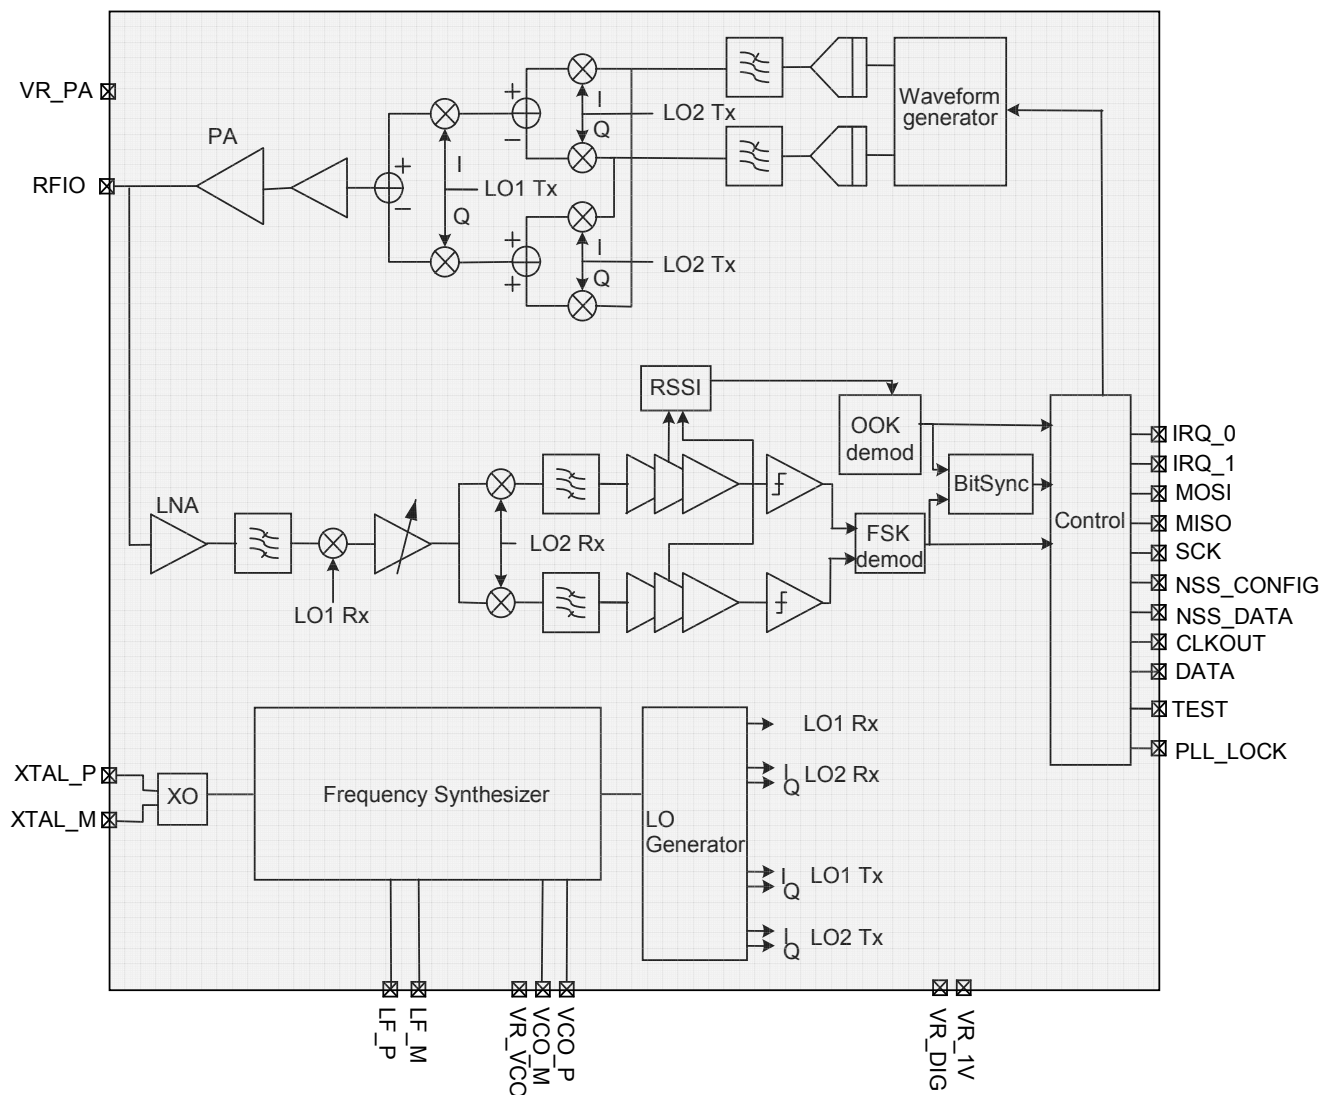 VR_PA
PA
RFIO
+
−
I
LO1 Tx
Q
+
−
I
LO2 Tx
Q
+
+
I
LO2 Tx
Q
Waveform
generator
RSSI
OOK
demod
BitSync
FSK
demod
Control
LNA
LO1 Rx
LO2 Rx
IRQ_0
IRQ_1
MOSI
MISO
SCK
NSS_CONFIG
NSS_DATA
CLKOUT
DATA
TEST
PLL_LOCK
XTAL_P
XTAL_M
XO
Frequency Synthesizer
LO
Generator
LO1 Rx
I
LO2 Rx
Q
I
LO1 Tx
Q
I
LO2 Tx
Q
LF_P
LF_M
VR_VCO
VCO_M
VCO_P
VR_DIG
VR_1V